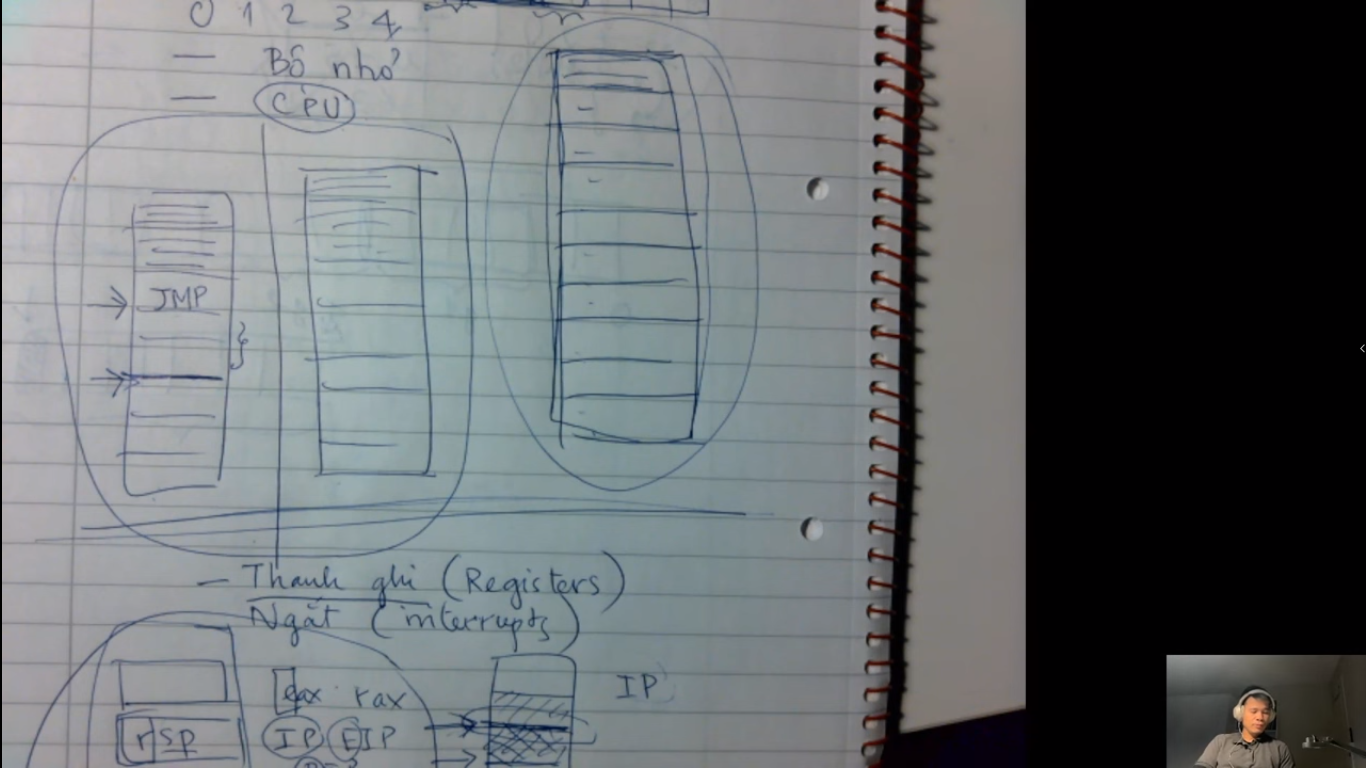 0 1 2 3 4
— Bộ nhớ
— CPU
JMP
— Thanh ghi (Registers)
Ngắt (interrupts)
eax rax
IP
rsp
IP EIP